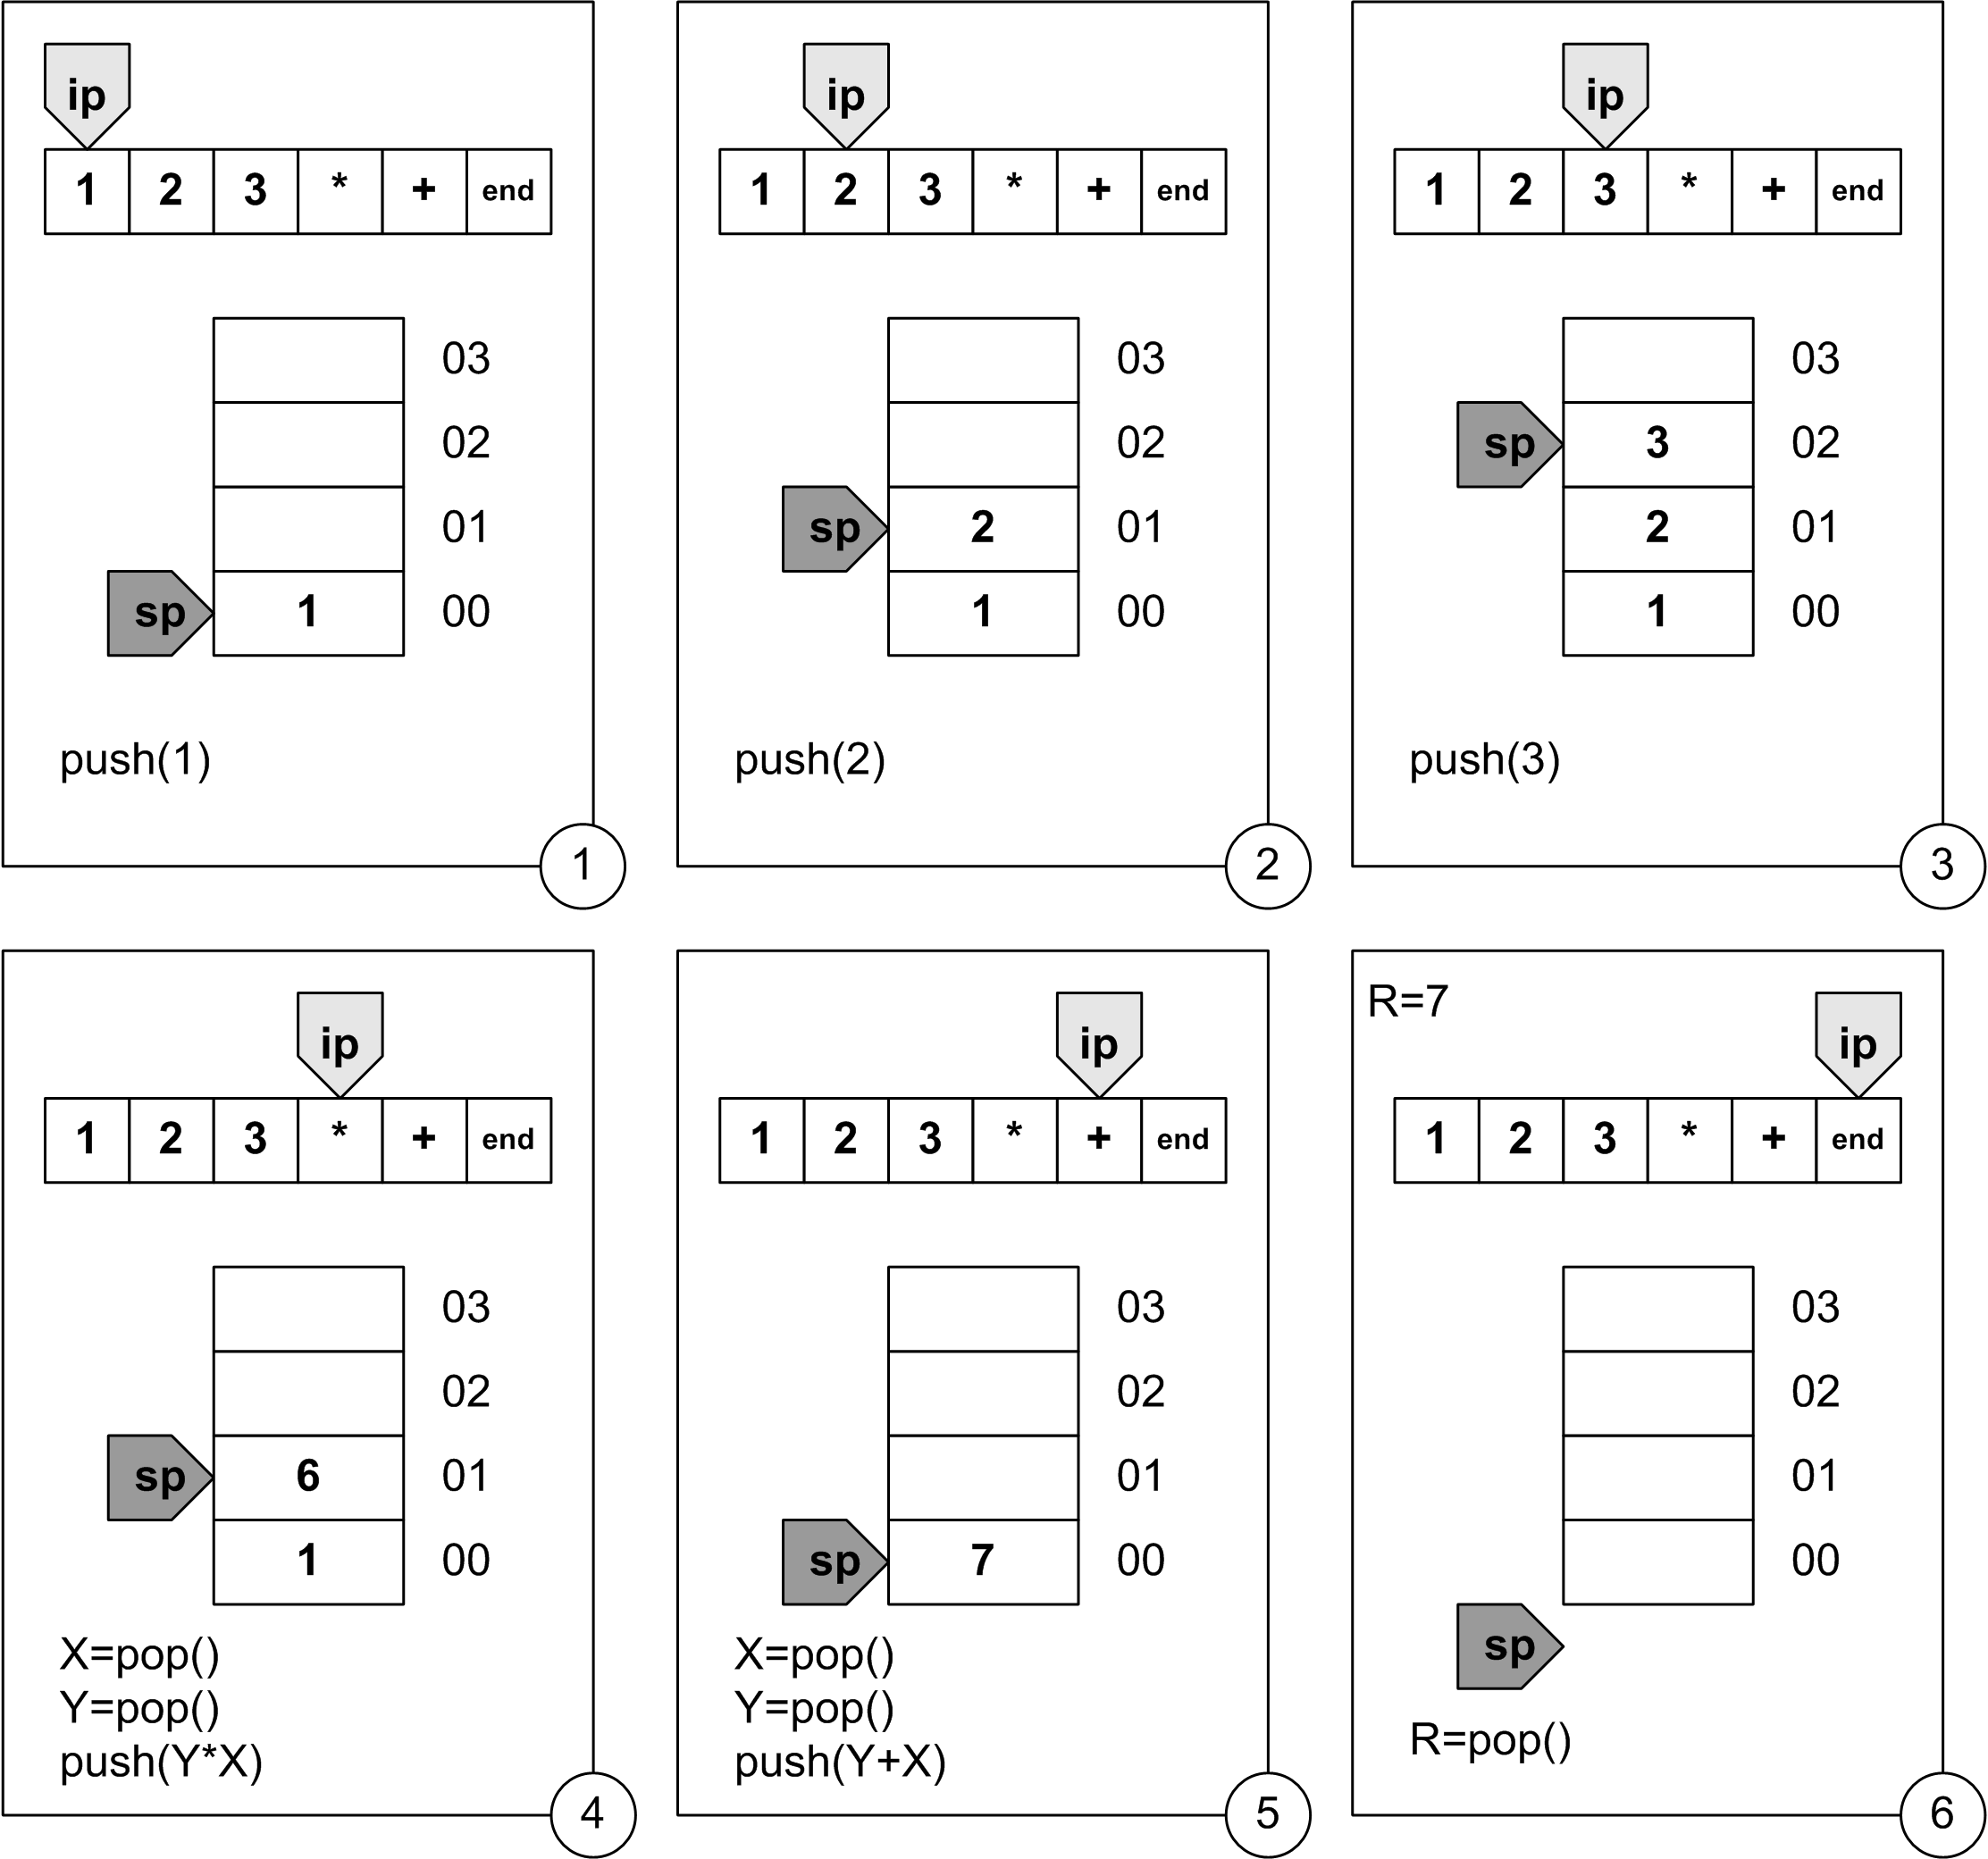 ip
1 2 3 * + end
03
02
01
sp 1 00
push(1)
1
ip
1 2 3 * + end
03
02
sp 2 01
1 00
push(2)
2
ip
1 2 3 * + end
03
sp 3 02
2 01
1 00
push(3)
3
ip
1 2 3 * + end
03
02
sp 6 01
1 00
X=pop()
Y=pop()
push(Y*X)
4
ip
1 2 3 * + end
03
02
01
sp 7 00
X=pop()
Y=pop()
push(Y+X)
5
R=7
ip
1 2 3 * + end
03
02
01
00
sp
R=pop()
6